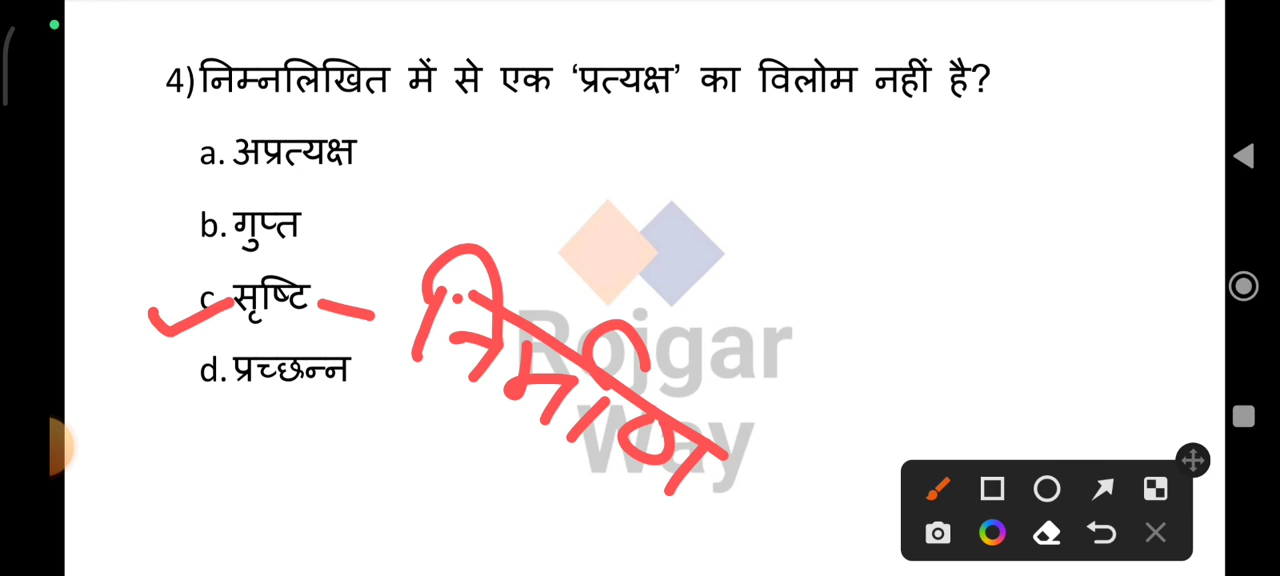 4) निम्नलिखित में से एक ‘प्रत्यक्ष’ का विलोम नहीं है?
a. अप्रत्यक्ष
b. गुप्त
c. सृष्टि – निर्माण
d. प्रच्छन्न
Rojgar
Way